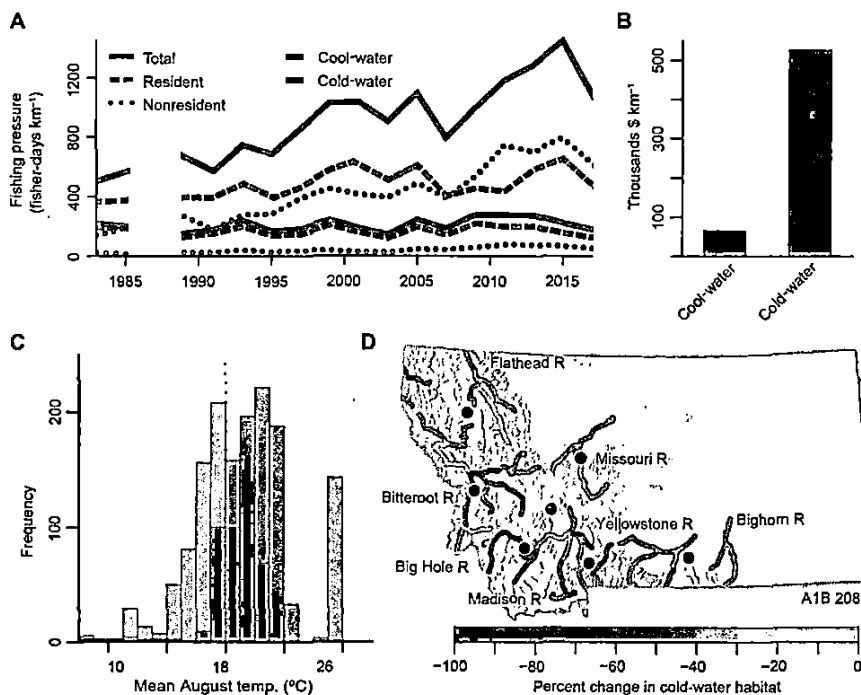 A
Total
Resident
Nonresident
Cool-water
Cold-water
Fishing pressure
(fisher-days km⁻¹)
1200
800
400
200
0
1985
1990
1995
2000
2005
2010
2015
B
Thousands $ km⁻¹
500
300
100
Cool-water
Cold-water
C
Frequency
200
100
0
10
18
26
Mean August temp. (ºC)
D
Flathead R
Missouri R
Bitteroot R
Yellowstone R
Bighorn R
Big Hole R
Madison R
A1B 208
-100
-80
-60
-40
-20
0
Percent change in cold-water habitat